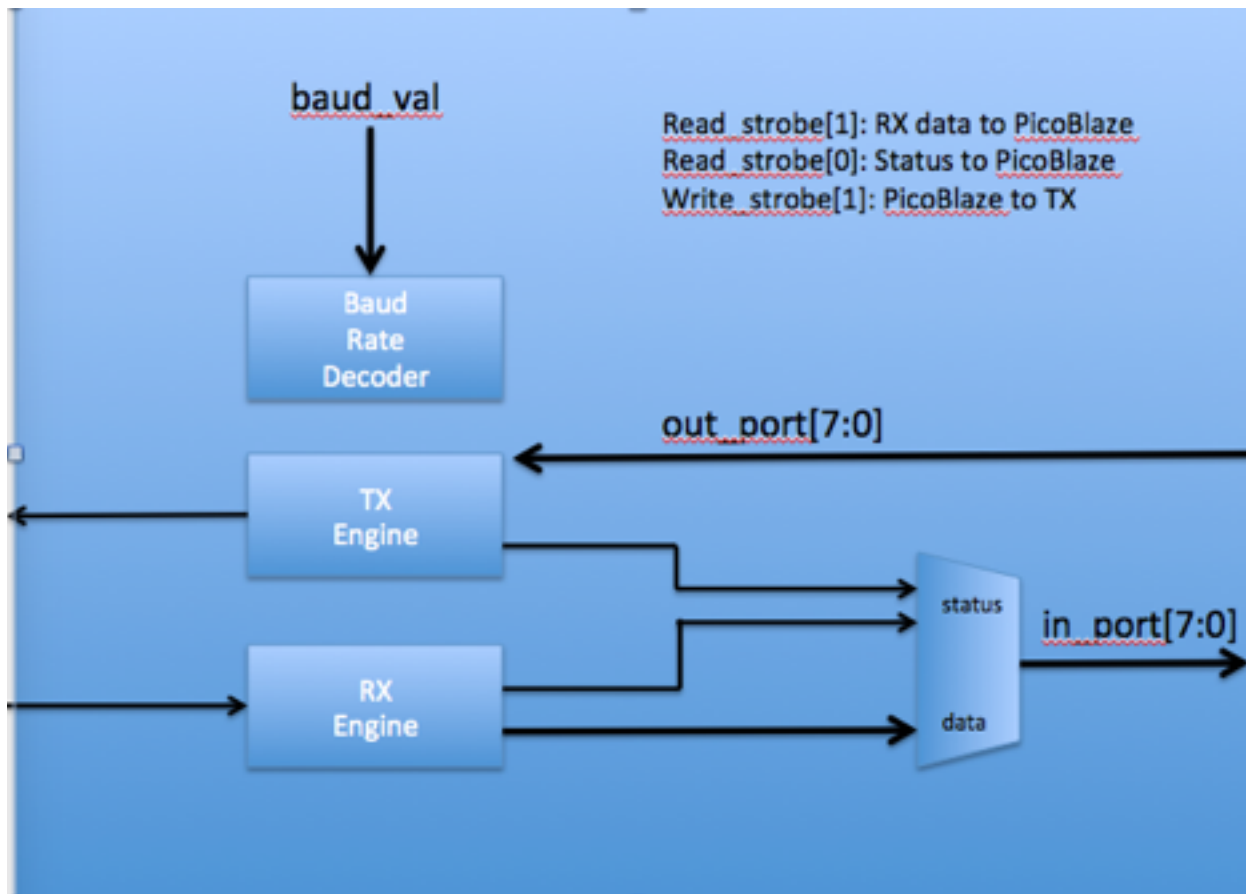 baud_val
Read_strobe[1]: RX data to PicoBlaze
Read_strobe[0]: Status to PicoBlaze
Write_strobe[1]: PicoBlaze to TX
Baud
Rate
Decoder
out_port[7:0]
TX
Engine
status
in_port[7:0]
RX
Engine
data